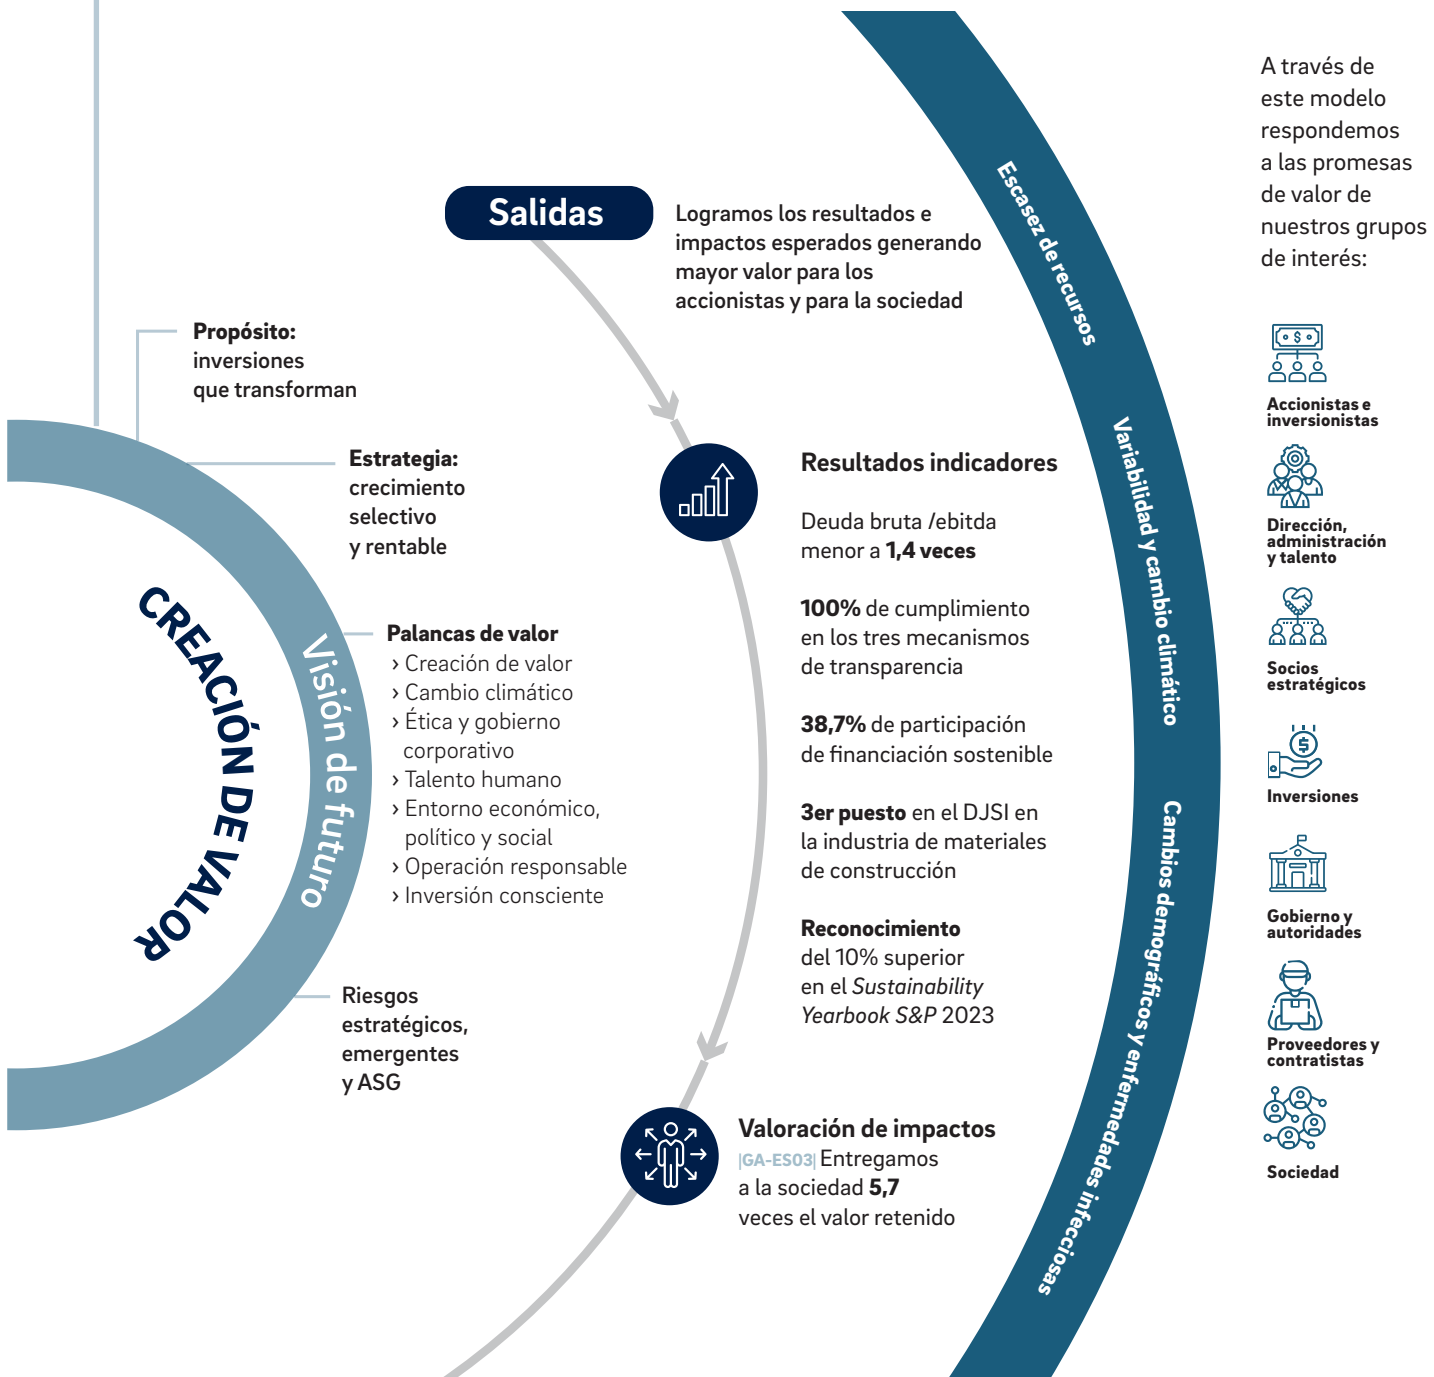 CREACIÓN DE VALOR
Visión de futuro
Propósito:
inversiones
que transforman
Estrategia:
crecimiento
selectivo
y rentable
Palancas de valor
› Creación de valor
› Cambio climático
› Ética y gobierno
corporativo
› Talento humano
› Entorno económico,
político y social
› Operación responsable
› Inversión consciente
Riesgos
estratégicos,
emergentes
y ASG
Salidas
Logramos los resultados e
impactos esperados generando
mayor valor para los
accionistas y para la sociedad
Resultados indicadores
Deuda bruta /ebitda
menor a 1,4 veces
100% de cumplimiento
en los tres mecanismos
de transparencia
38,7% de participación
de financiación sostenible
3er puesto en el DJSI en
la industria de materiales
de construcción
Reconocimiento
del 10% superior
en el Sustainability
Yearbook S&P 2023
Valoración de impactos
|GA-ES03| Entregamos
a la sociedad 5,7
veces el valor retenido
Escasez de recursos
Variabilidad y cambio climático
Cambios demográficos y enfermedades infecciosas
A través de
este modelo
respondemos
a las promesas
de valor de
nuestros grupos
de interés:
Accionistas e
inversionistas
Dirección,
administración
y talento
Socios
estratégicos
Inversiones
Gobierno y
autoridades
Proveedores y
contratistas
Sociedad